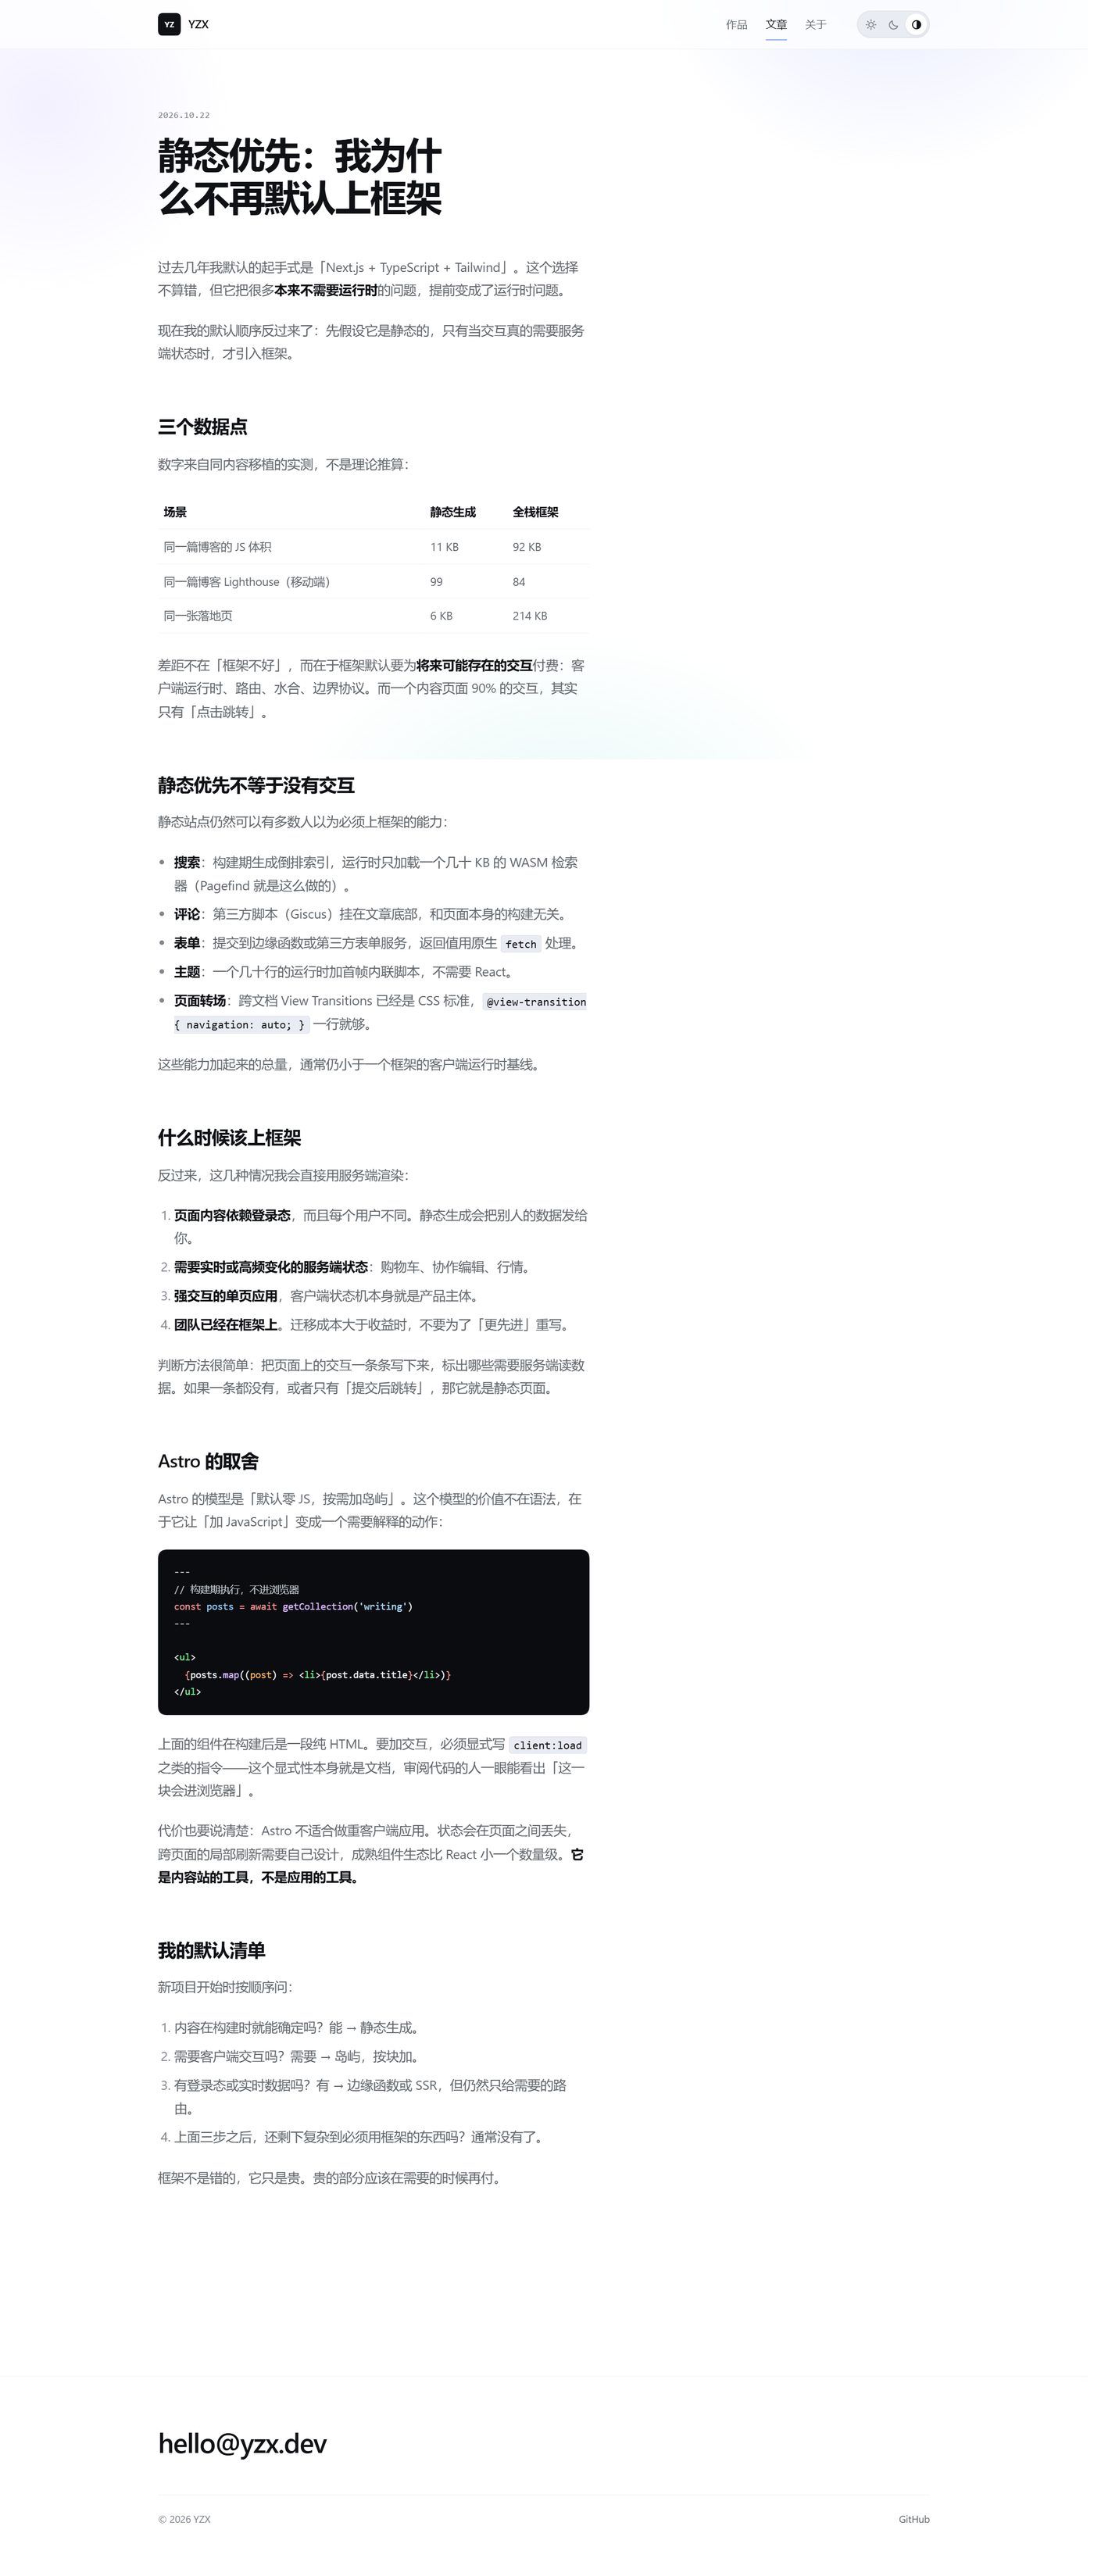 YZ YZX 作品 文章 关于
2026.10.22
静态优先：我为什
么不再默认上框架
过去几年我默认的起手式是「Next.js + TypeScript + Tailwind」。这个选择
不算错，但它把很多本来不需要运行时的问题，提前变成了运行时问题。
现在我的默认顺序反过来了：先假设它是静态的，只有当交互真的需要服务
端状态时，才引入框架。
三个数据点
数字来自同内容移植的实测，不是理论推算：
场景 静态生成 全栈框架
同一篇博客的 JS 体积 11 KB 92 KB
同一篇博客 Lighthouse（移动端） 99 84
同一张落地页 6 KB 214 KB
差距不在「框架不好」，而在于框架默认要为将来可能存在的交互付费：客
户端运行时、路由、水合、边界协议。而一个内容页面 90% 的交互，其实
只有「点击跳转」。
静态优先不等于没有交互
静态站点仍然可以有多数人以为必须上框架的能力：
• 搜索：构建期生成倒排索引，运行时只加载一个几十 KB 的 WASM 检索
器（Pagefind 就是这么做的）。
• 评论：第三方脚本（Giscus）挂在文章底部，和页面本身的构建无关。
• 表单：提交到边缘函数或第三方表单服务，返回值用原生 fetch 处理。
• 主题：一个几十行的运行时加首帧内联脚本，不需要 React。
• 页面转场：跨文档 View Transitions 已经是 CSS 标准，@view-transition
{ navigation: auto; } 一行就够。
这些能力加起来的总量，通常仍小于一个框架的客户端运行时基线。
什么时候该上框架
反过来，这几种情况我会直接用服务端渲染：
1. 页面内容依赖登录态，而且每个用户不同。静态生成会把别人的数据发给
你。
2. 需要实时或高频变化的服务端状态：购物车、协作编辑、行情。
3. 强交互的单页应用，客户端状态机本身就是产品主体。
4. 团队已经在框架上。迁移成本大于收益时，不要为了「更先进」重写。
判断方法很简单：把页面上的交互一条条写下来，标出哪些需要服务端读数
据。如果一条都没有，或者只有「提交后跳转」，那它就是静态页面。
Astro 的取舍
Astro 的模型是「默认零 JS，按需加岛屿」。这个模型的价值不在语法，在
于它让「加 JavaScript」变成一个需要解释的动作：
---
// 构建期执行，不进浏览器
const posts = await getCollection('writing')
---
<ul>
{posts.map((post) => <li>{post.data.title}</li>)}
</ul>
上面的组件在构建后是一段纯 HTML。要加交互，必须显式写 client:load
之类的指令——这个显式性本身就是文档，审阅代码的人一眼能看出「这一
块会进浏览器」。
代价也要说清楚：Astro 不适合做重客户端应用。状态会在页面之间丢失，
跨页面的局部刷新需要自己设计，成熟组件生态比 React 小一个数量级。它
是内容站的工具，不是应用的工具。
我的默认清单
新项目开始时按顺序问：
1. 内容在构建时就能确定吗？能 → 静态生成。
2. 需要客户端交互吗？需要 → 岛屿，按块加。
3. 有登录态或实时数据吗？有 → 边缘函数或 SSR，但仍然只给需要的路
由。
4. 上面三步之后，还剩下复杂到必须用框架的东西吗？通常没有了。
框架不是错的，它只是贵。贵的部分应该在需要的时候再付。
hello@yzx.dev
© 2026 YZX GitHub